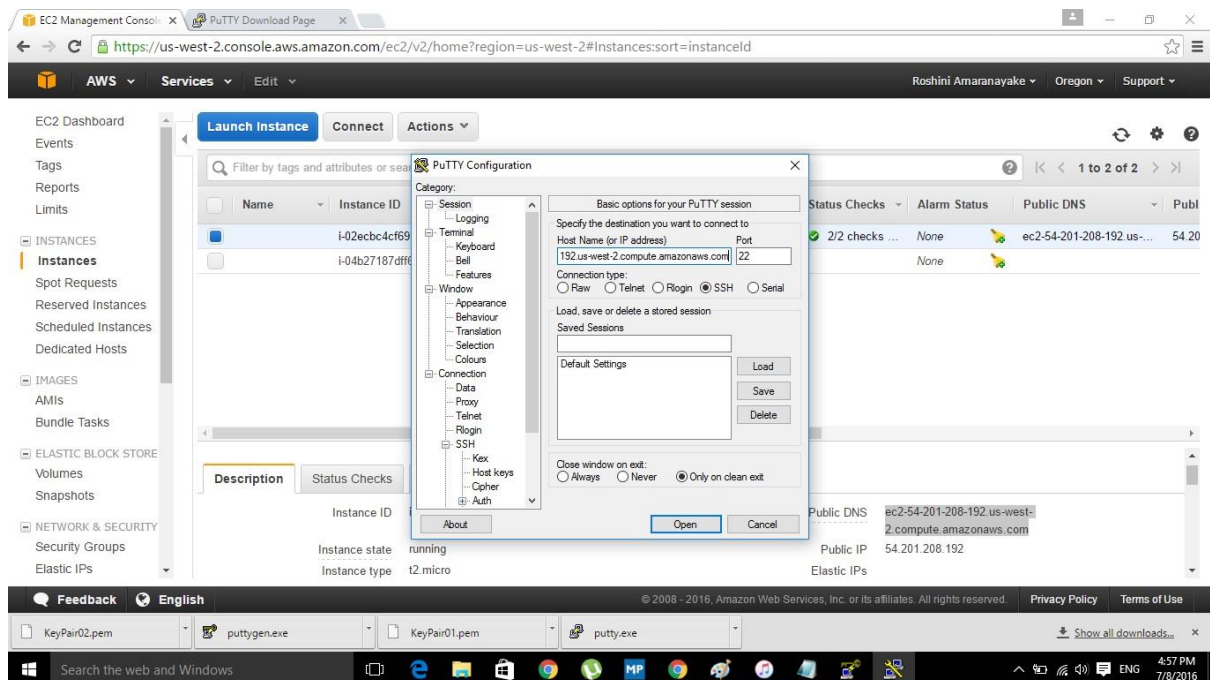 EC2 Management Consol
PuTTY Download Page
https://us-west-2.console.aws.amazon.com/ec2/v2/home?region=us-west-2#Instances:sort=instanceId
AWS Services Edit Roshini Amaranayake Oregon Support
EC2 Dashboard
Events
Tags
Reports
Limits
INSTANCES
Instances
Spot Requests
Reserved Instances
Scheduled Instances
Dedicated Hosts
IMAGES
AMIs
Bundle Tasks
ELASTIC BLOCK STORE
Volumes
Snapshots
NETWORK & SECURITY
Security Groups
Elastic IPs
Launch Instance Connect Actions
Filter by tags and attributes or sear
1 to 2 of 2
Name Instance ID Status Checks Alarm Status Public DNS Publ
i-02ecbc4cf69 2/2 checks ... None ec2-54-201-208-192.us-... 54.20
i-04b27187dff6 None
PuTTY Configuration
Category:
Session
Logging
Terminal
Keyboard
Bell
Features
Window
Appearance
Behaviour
Translation
Selection
Colours
Connection
Data
Proxy
Telnet
Rlogin
SSH
Kex
Host keys
Cipher
Auth
Basic options for your PuTTY session
Specify the destination you want to connect to
Host Name (or IP address) Port
192.us-west-2.compute.amazonaws.com 22
Connection type:
Raw Telnet Rlogin SSH Serial
Load, save or delete a stored session
Saved Sessions
Default Settings
Load
Save
Delete
Close window on exit:
Always Never Only on clean exit
About Open Cancel
Description Status Checks
Instance ID
Instance state running
Instance type t2.micro
Public DNS ec2-54-201-208-192.us-west-
2.compute.amazonaws.com
Public IP 54.201.208.192
Elastic IPs
Feedback English © 2008 - 2016, Amazon Web Services, Inc. or its affiliates. All rights reserved. Privacy Policy Terms of Use
KeyPair02.pem puttygen.exe KeyPair01.pem putty.exe Show all downloads...
Search the web and Windows
MP
ENG
4:57 PM
7/8/2016